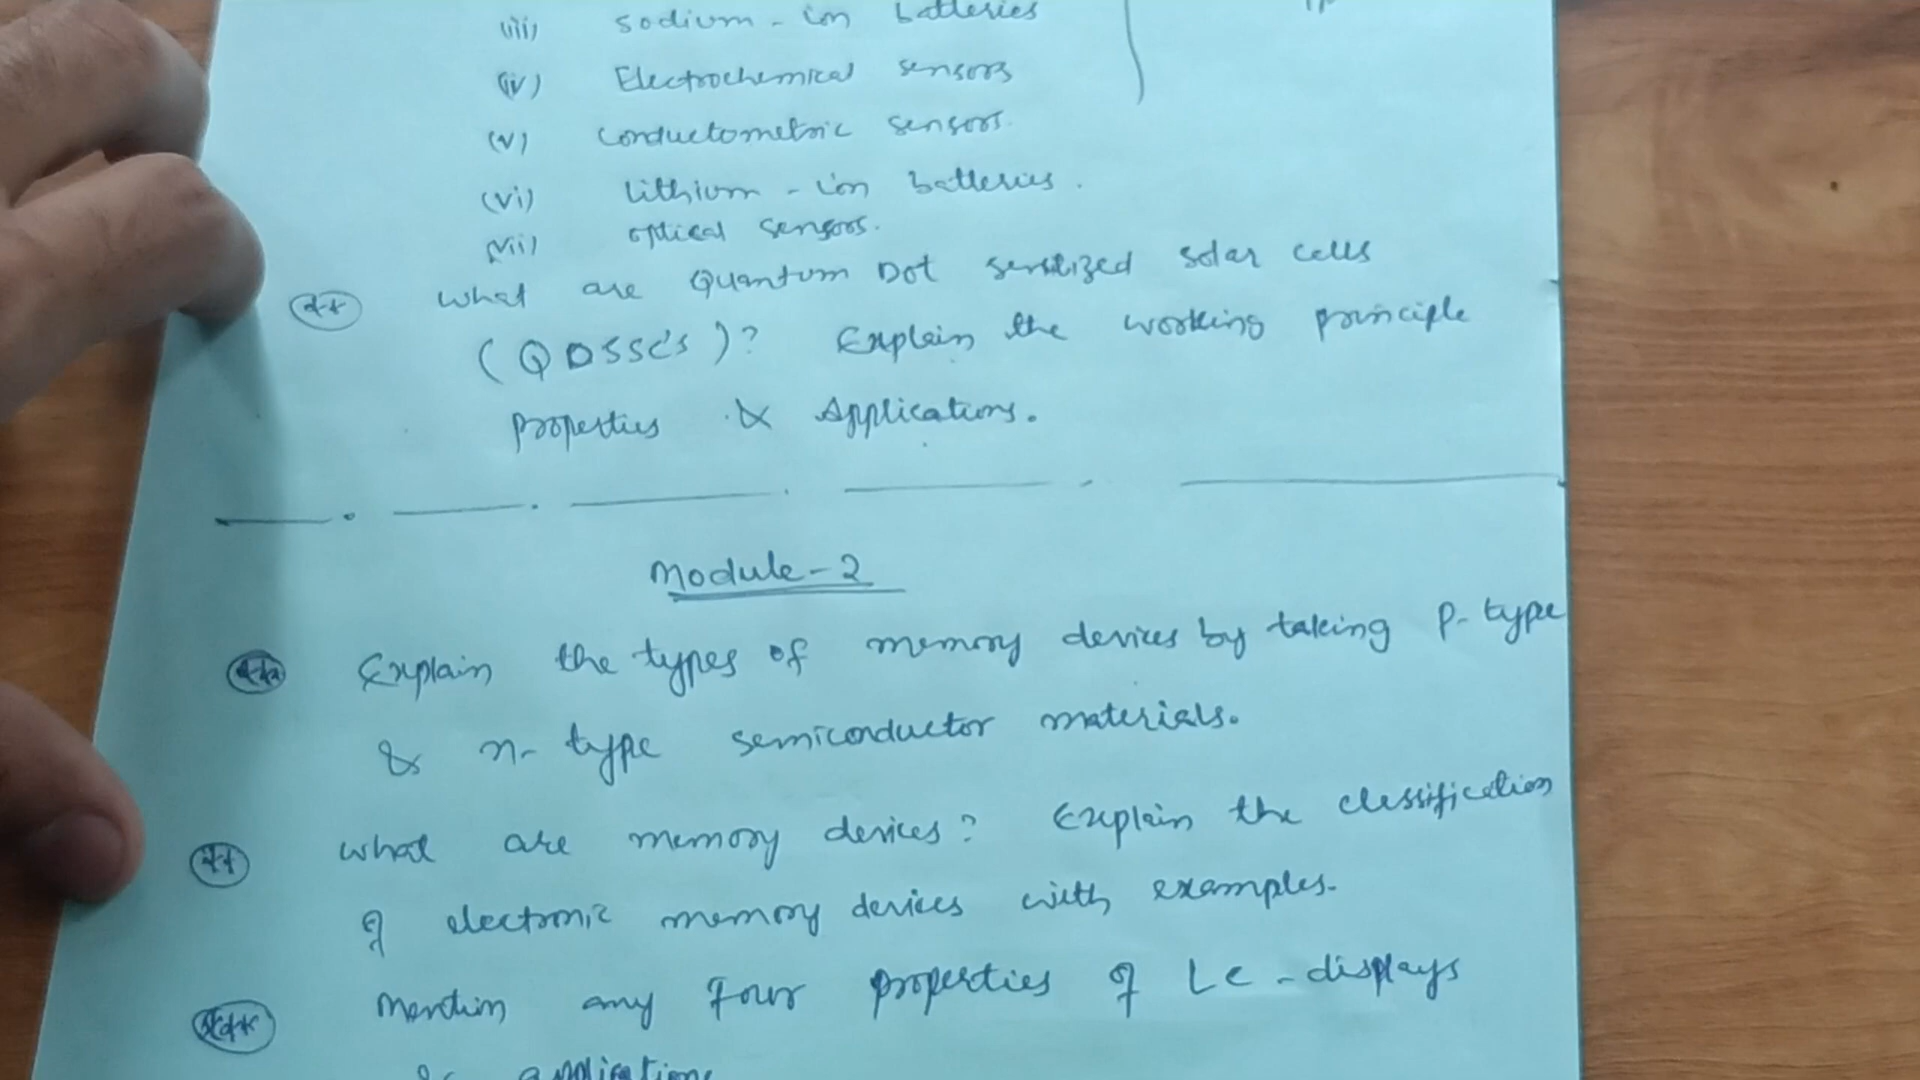 (iii) sodium-ion batteries
(iv) Electrochemical sensors
(v) conductometric sensors.
(vi) lithium-ion batteries.
(vii) optical sensors.
** what are Quantum Dot sensitized solar cells
(QDSSC's)? Explain the working principle
properties & Applications.
Module-2
*** Explain the types of memory devices by taking P-type
& n-type semiconductor materials.
** what are memory devices? Explain the classification
of electronic memory devices with examples.
*** Mention any four properties of LC-displays
& applications